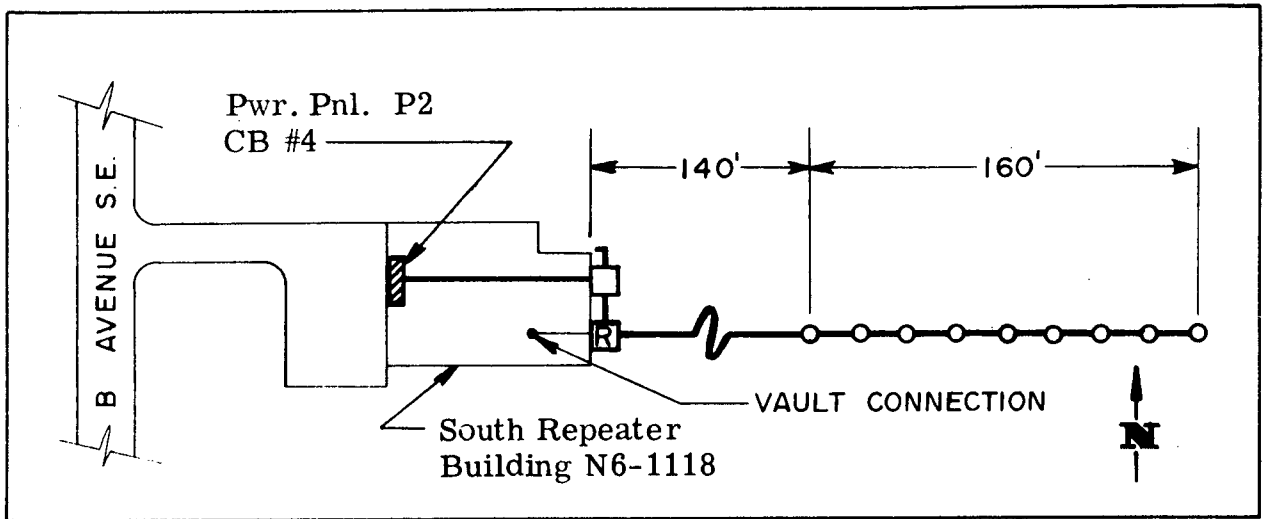 Pwr. Pnl. P2
CB #4
B AVENUE S.E.
140'
160'
R
VAULT CONNECTION
South Repeater
Building N6-1118
N